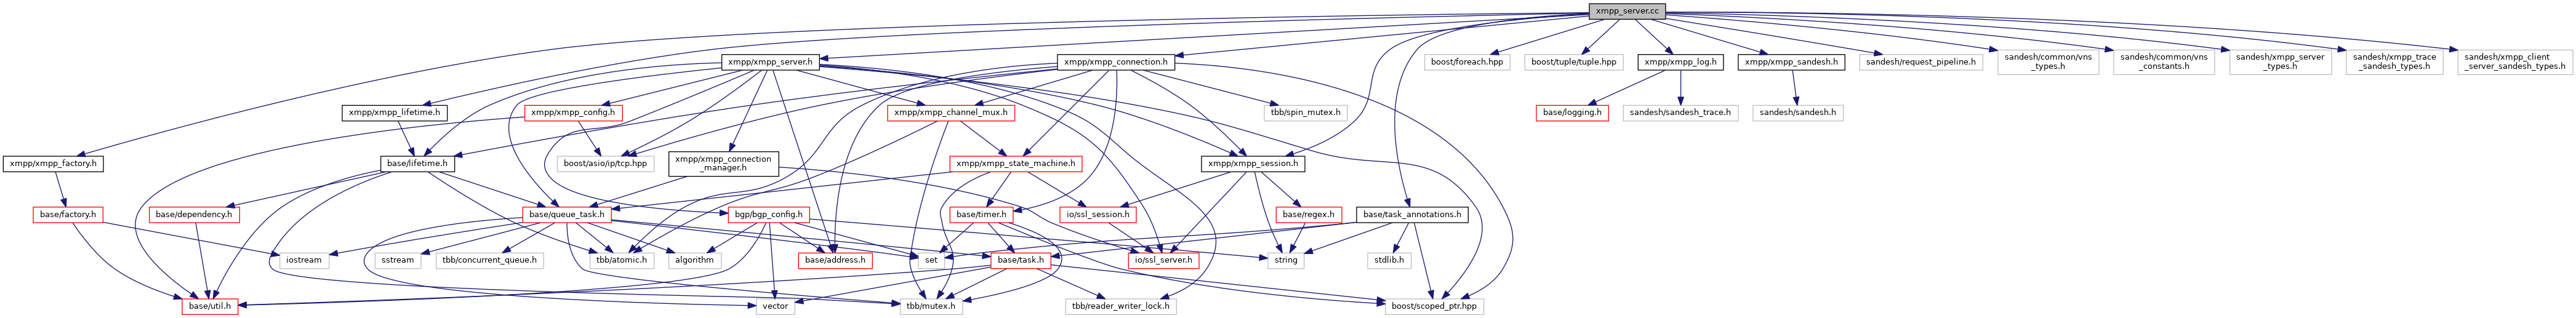 xmpp_server.cc
xmpp/xmpp_server.h
xmpp/xmpp_connection.h
boost/foreach.hpp
boost/tuple/tuple.hpp
xmpp/xmpp_log.h
xmpp/xmpp_sandesh.h
sandesh/request_pipeline.h
sandesh/common/vns
_types.h
sandesh/common/vns
_constants.h
sandesh/xmpp_server
_types.h
sandesh/xmpp_trace
_sandesh_types.h
sandesh/xmpp_client
_server_sandesh_types.h
xmpp/xmpp_lifetime.h
xmpp/xmpp_config.h
xmpp/xmpp_channel_mux.h
tbb/spin_mutex.h
base/logging.h
sandesh/sandesh_trace.h
sandesh/sandesh.h
xmpp/xmpp_factory.h
base/lifetime.h
boost/asio/ip/tcp.hpp
xmpp/xmpp_connection
_manager.h
xmpp/xmpp_state_machine.h
xmpp/xmpp_session.h
base/factory.h
base/dependency.h
base/queue_task.h
bgp/bgp_config.h
base/timer.h
io/ssl_session.h
base/regex.h
base/task_annotations.h
iostream
sstream
tbb/concurrent_queue.h
tbb/atomic.h
algorithm
base/address.h
set
base/task.h
io/ssl_server.h
string
stdlib.h
base/util.h
vector
tbb/mutex.h
tbb/reader_writer_lock.h
boost/scoped_ptr.hpp